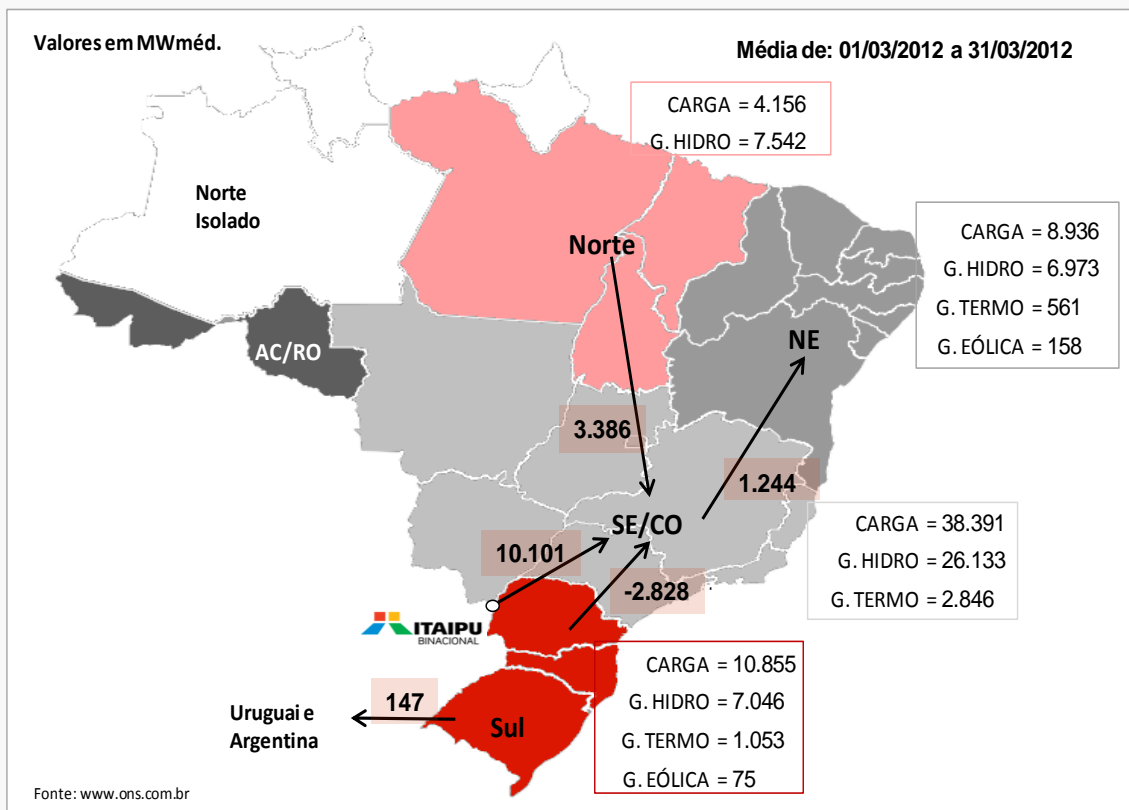 Valores em MWméd.
Média de: 01/03/2012 a 31/03/2012
CARGA = 4.156
G. HIDRO = 7.542
Norte
Isolado
Norte
CARGA = 8.936
G. HIDRO = 6.973
G. TERMO = 561
G. EÓLICA = 158
AC/RO
NE
3.386
1.244
SE/CO
CARGA = 38.391
G. HIDRO = 26.133
G. TERMO = 2.846
10.101
-2.828
ITAIPU
BINACIONAL
CARGA = 10.855
G. HIDRO = 7.046
G. TERMO = 1.053
G. EÓLICA = 75
147
Uruguai e
Argentina
Sul
Fonte: www.ons.com.br